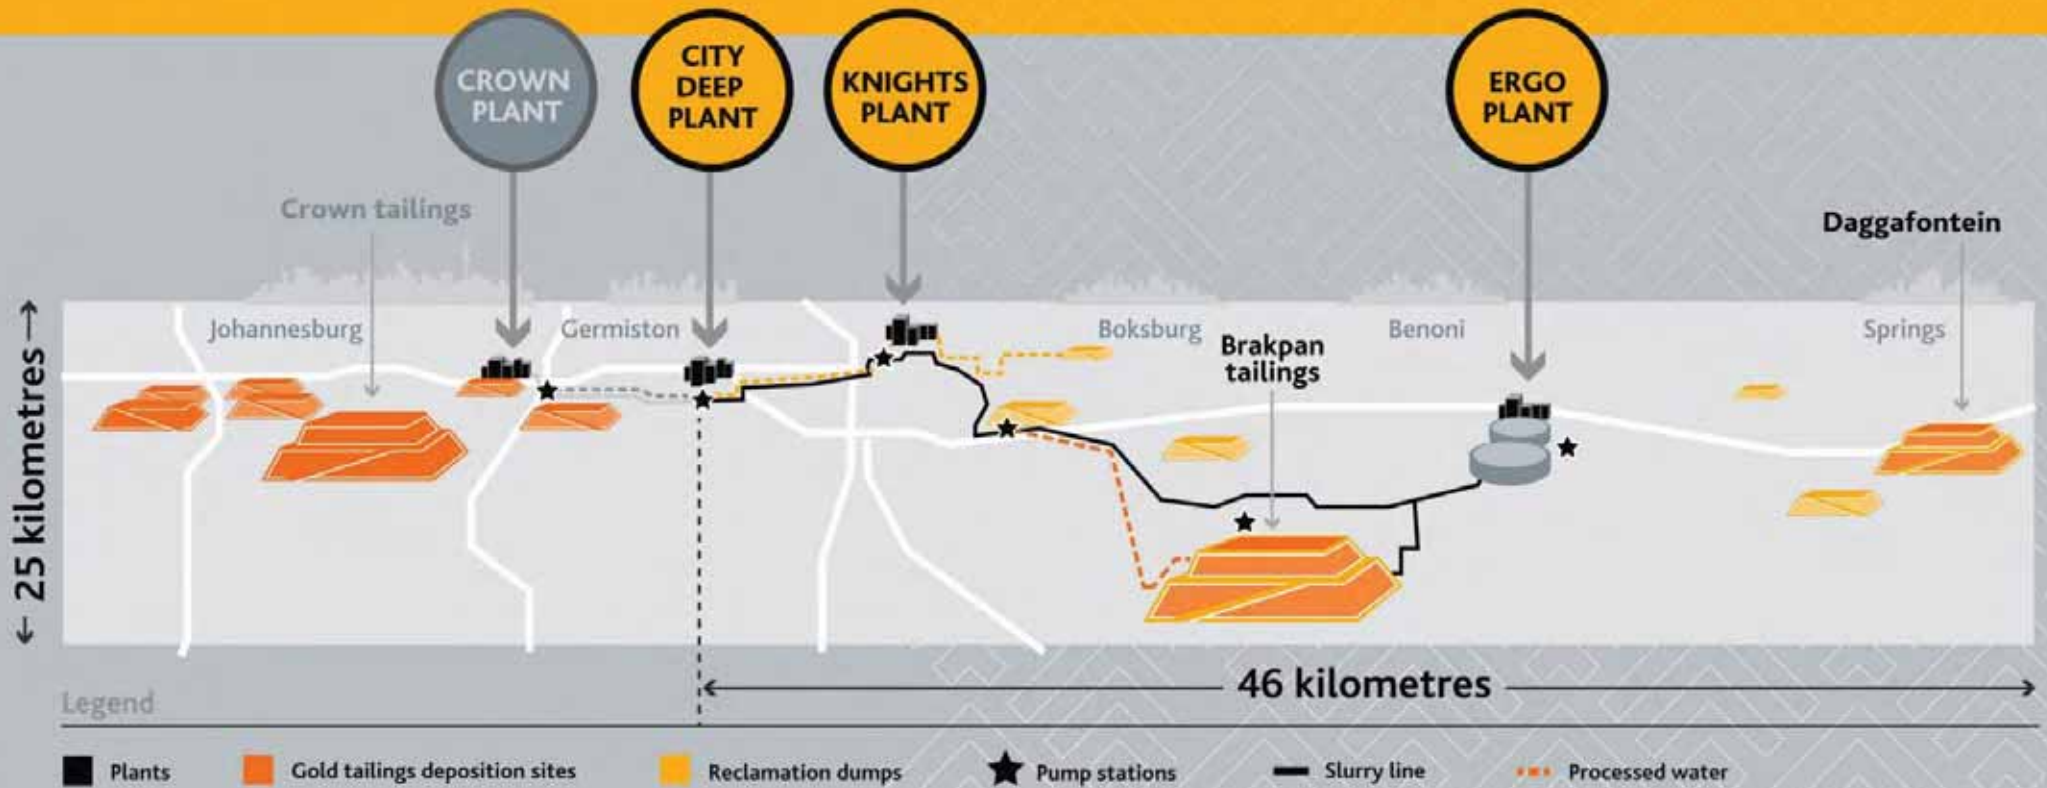 CROWN
PLANT
CITY
DEEP
PLANT
KNIGHTS
PLANT
ERGO
PLANT
Crown tailings
Daggafontein
Johannesburg
Germiston
Boksburg
Benoni
Springs
Brakpan
tailings
25 kilometres
46 kilometres
Legend
Plants
Gold tailings deposition sites
Reclamation dumps
Pump stations
Slurry line
Processed water